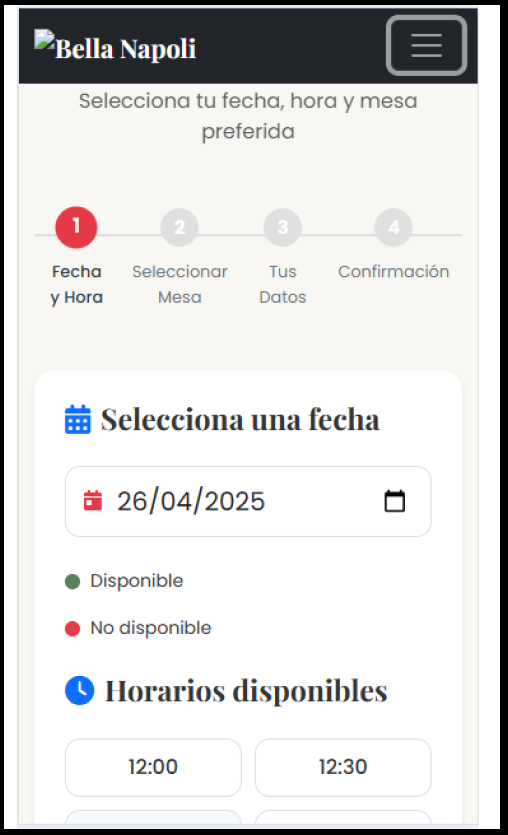 Bella Napoli
Selecciona tu fecha, hora y mesa
preferida
1 2 3 4
Fecha Seleccionar Tus Confirmación
y Hora Mesa Datos
Selecciona una fecha
26/04/2025
Disponible
No disponible
Horarios disponibles
12:00 12:30